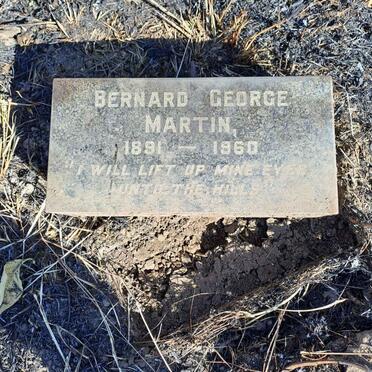 BERNARD GEORGE
MARTIN,
1891 — 1960
"I WILL LIFT UP MINE EYES
UNTO THE HILLS